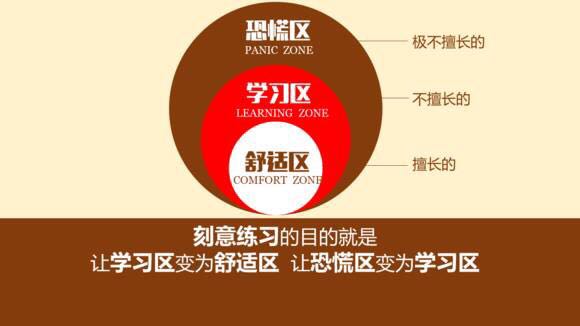 恐慌区
PANIC ZONE
极不擅长的
学习区
LEARNING ZONE
不擅长的
舒适区
COMFORT ZONE
擅长的
刻意练习的目的就是
让学习区变为舒适区 让恐慌区变为学习区